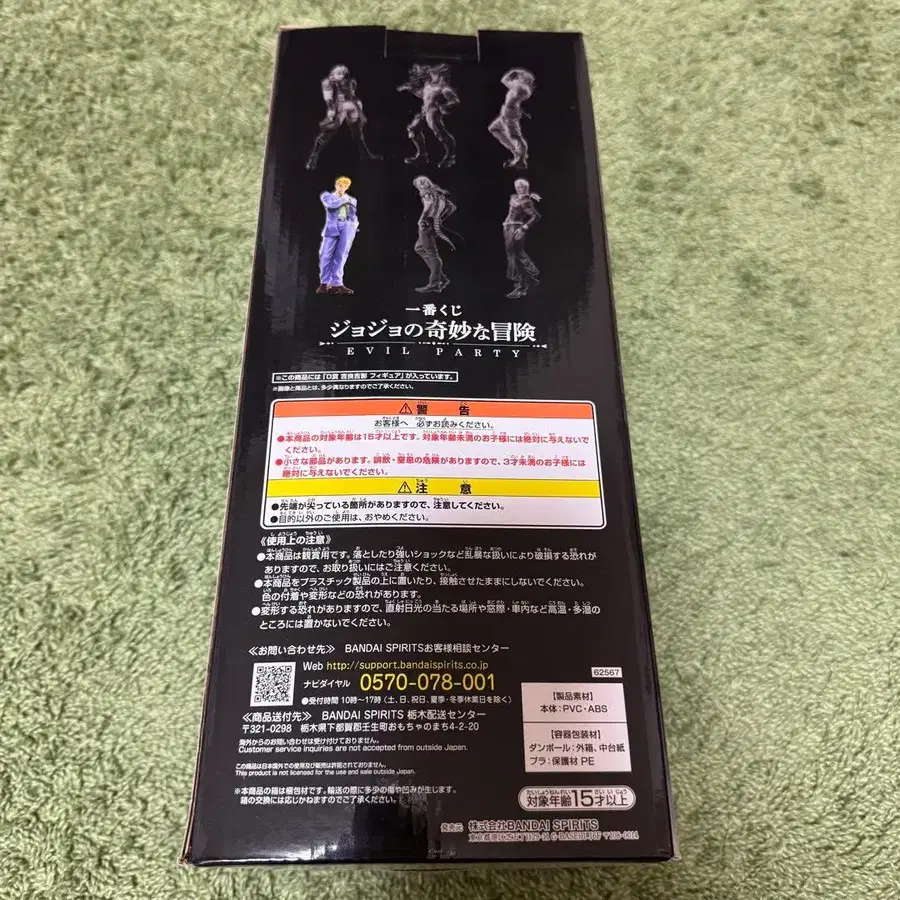 一番くじ
ジョジョの奇妙な冒険
EVIL PARTY
※この商品には「D賞 吉良吉影 フィギュア」が入っています。
※画像と商品とは、多少異なりますのでご了承ください。
⚠警告
お客様へ 必ずお読みください。
●本商品の対象年齢は15才以上です。対象年齢未満のお子様には絶対に与えないで
ください。
●小さな部品があります。誤飲・窒息の危険がありますので、3才未満のお子様には
絶対に与えないでください。
⚠注意
●先端が尖っている箇所がありますので、注意してください。
●目的以外のご使用は、おやめください。
《使用上の注意》
●本商品は観賞用です。落としたり強いショックなど乱暴な扱いにより破損する恐れが
ありますので、お取り扱いにはご注意ください。
●本商品をプラスチック製品の上に置いたり、接触させたままにしないでください。
色の付着や変形などの恐れがあります。
●変形する恐れがありますので、直射日光の当たる場所や窓際・車内など高温・多湿の
ところには置かないでください。
≪お問い合わせ先≫ BANDAI SPIRITSお客様相談センター
Web http://support.bandaispirits.co.jp
ナビダイヤル 0570-078-001
●受付時間 10時～17時(土、日、祝日、夏季・冬季休業日を除く)
≪商品送付先≫ BANDAI SPIRITS 栃木配送センター
〒321-0298 栃木県下都賀郡壬生町おもちゃのまち4-2-20
海外からのお問い合わせは受け付けておりません。
Customer service inquiries are not accepted from outside Japan.
この商品は日本国外での使用及び販売は許可されておりません。
This product is not licensed for the use and sale outside Japan.
※本商品の箱は梱包材です。輸送の際に多少の傷や凹みが生じます。
箱の交換には応じかねますのでご了承ください。
62567
【製品素材】
本体:PVC・ABS
【容器包装材】
ダンボール:外箱、中台紙
プラ:保護材 PE
対象年齢15才以上
発売元 株式会社BANDAI SPIRITS